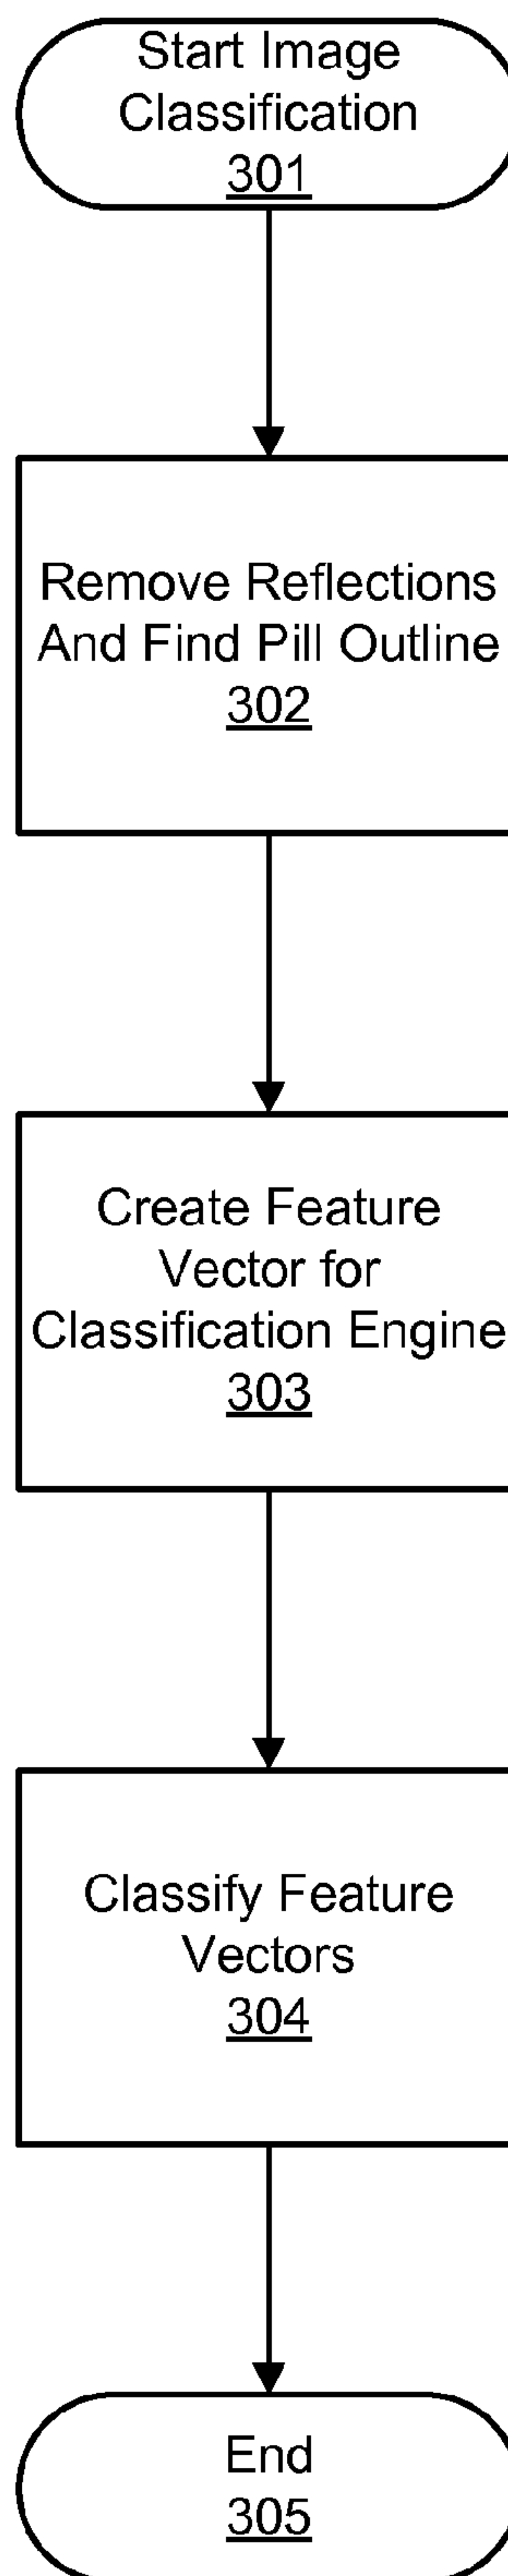 Start Image
Classification
301
Remove Reflections
And Find Pill Outline
302
Create Feature
Vector for
Classification Engine
303
Classify Feature
Vectors
304
End
305